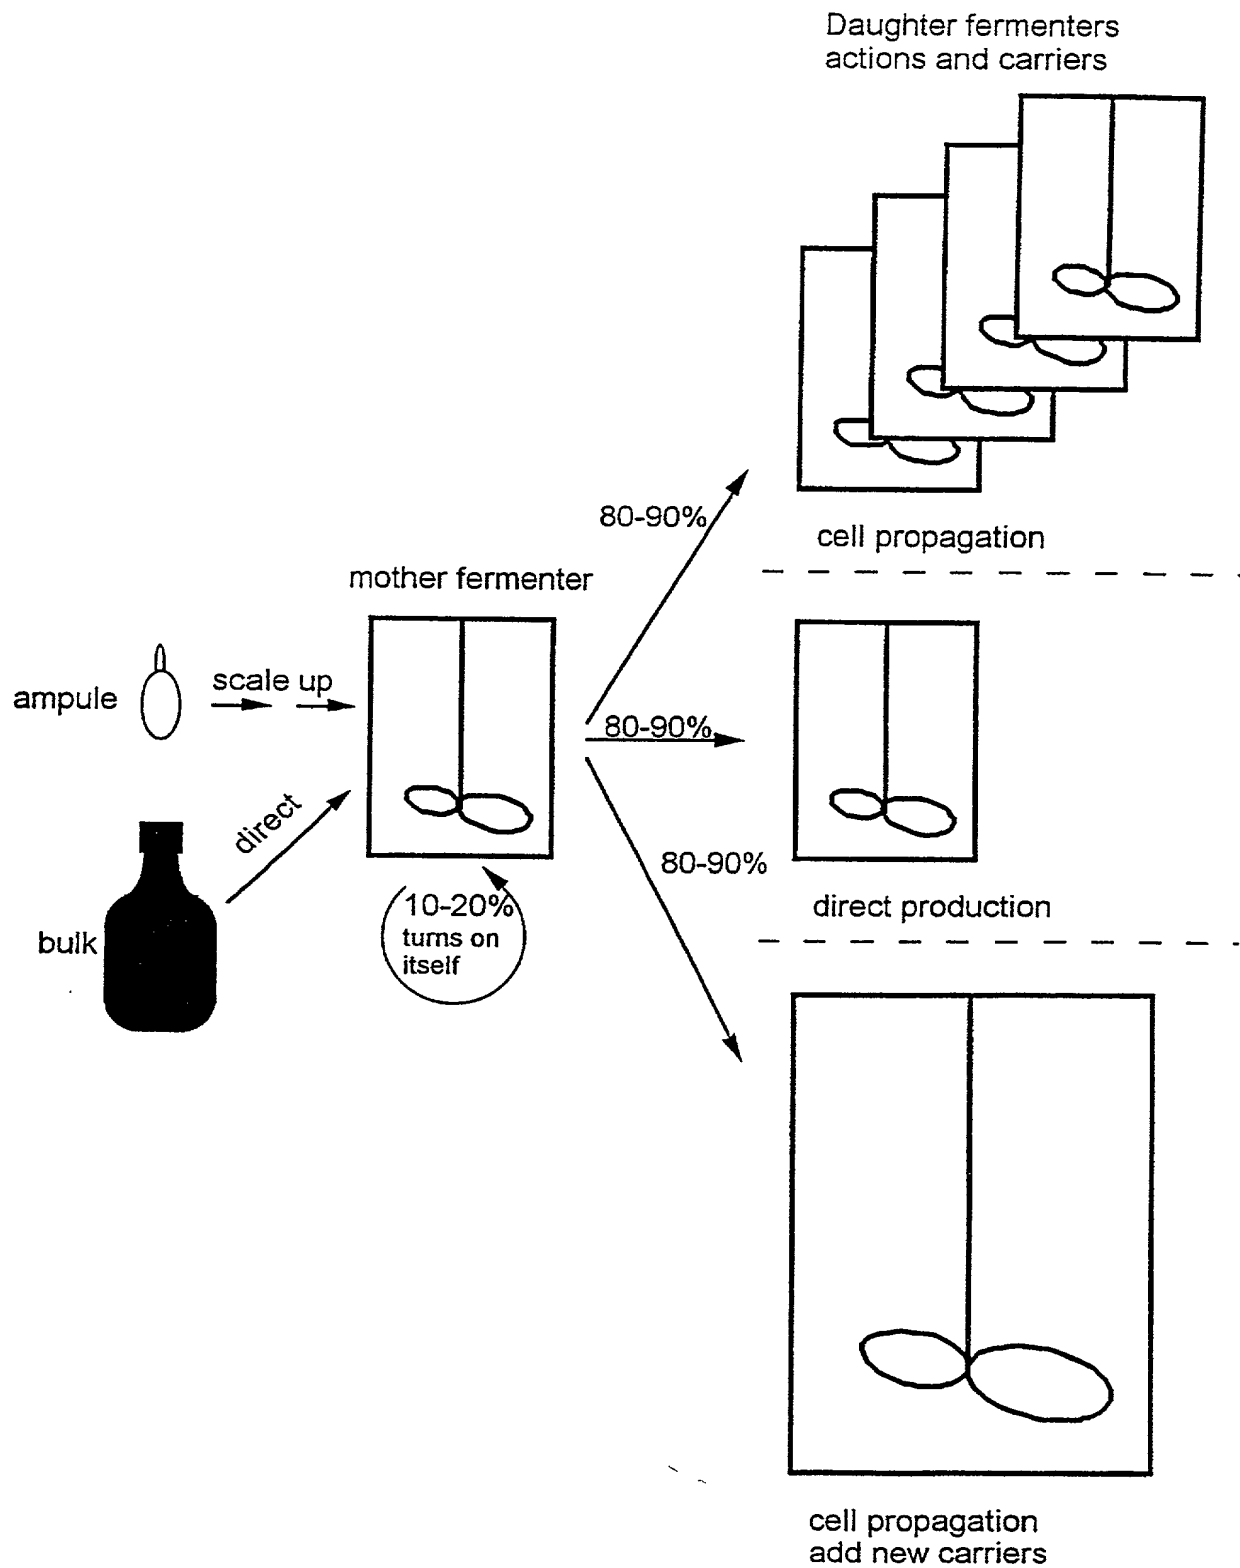 Daughter fermenters
actions and carriers
80-90%
cell propagation
mother fermenter
ampule
scale up
80-90%
direct
80-90%
10-20%
turns on
itself
direct production
bulk
cell propagation
add new carriers